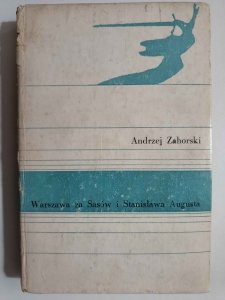 Andrzej Zahorski
Warszawa za Sasów i Stanisława Augusta